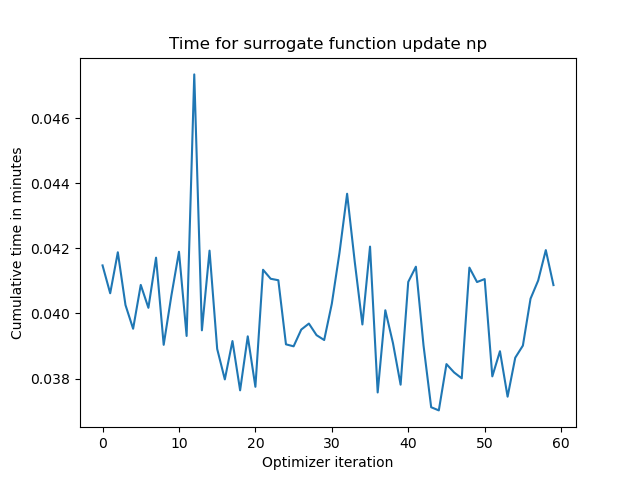 Time for surrogate function update np
Cumulative time in minutes
0.046
0.044
0.042
0.040
0.038
0 10 20 30 40 50 60
Optimizer iteration